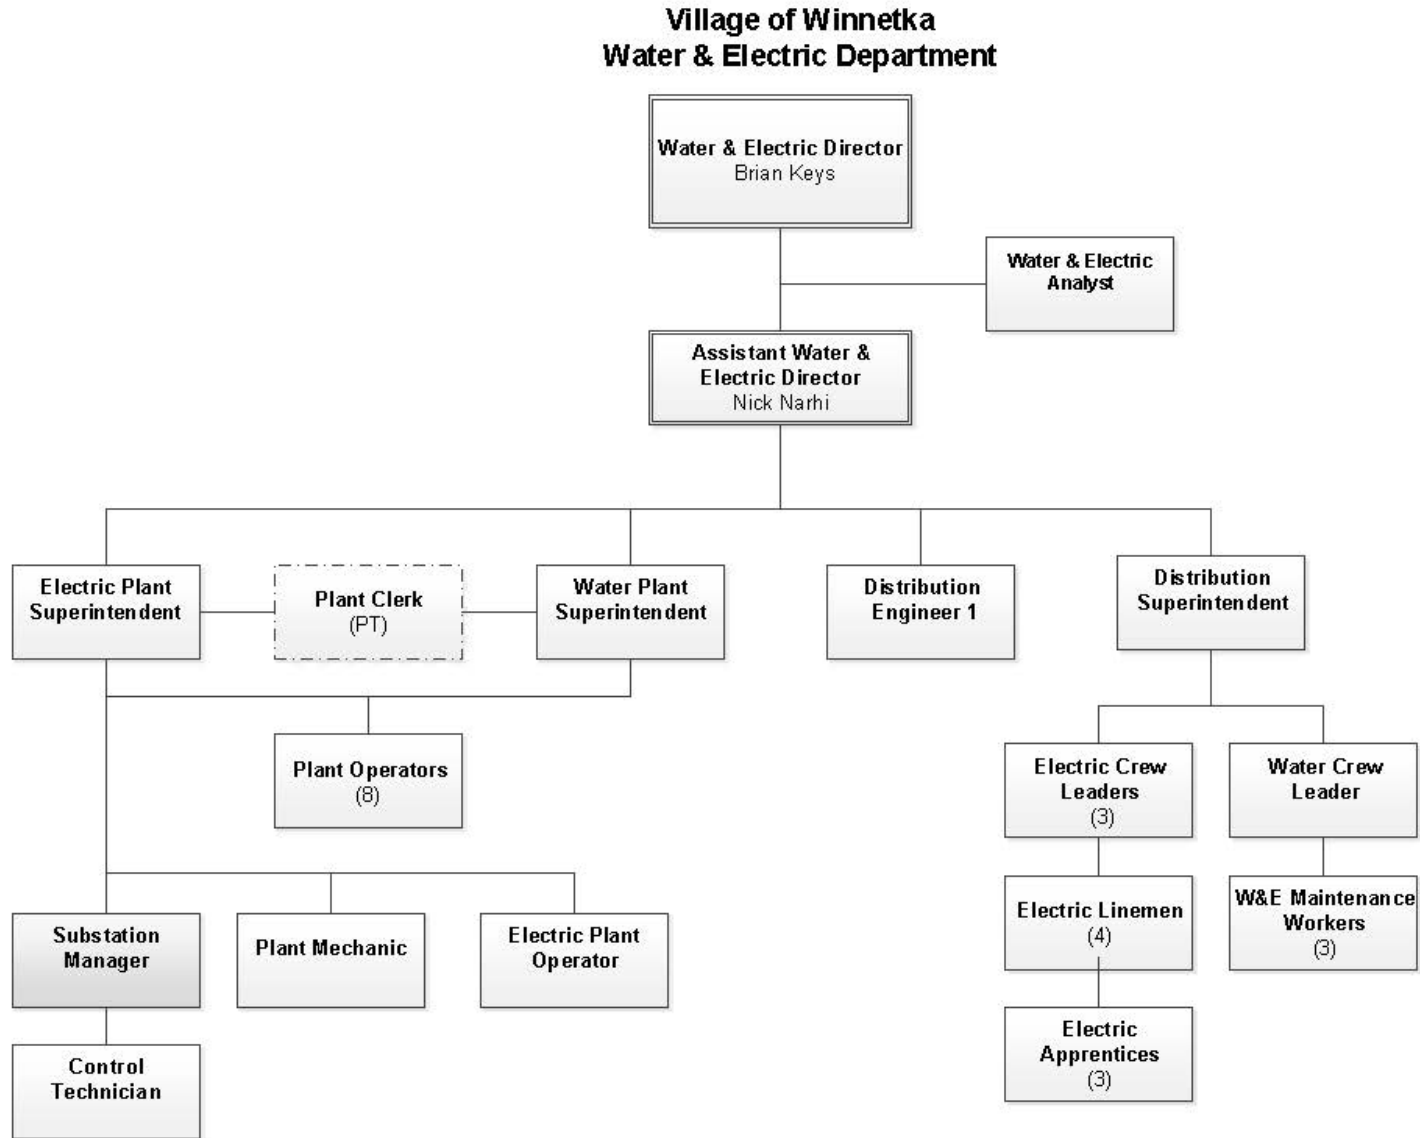 Village of Winnetka
Water & Electric Department
Water & Electric Director
Brian Keys
Water & Electric
Analyst
Assistant Water &
Electric Director
Nick Narhi
Electric Plant
Superintendent
Plant Clerk
(PT)
Water Plant
Superintendent
Distribution
Engineer 1
Distribution
Superintendent
Plant Operators
(8)
Electric Crew
Leaders
(3)
Water Crew
Leader
Electric Linemen
(4)
W&E Maintenance
Workers
(3)
Substation
Manager
Plant Mechanic
Electric Plant
Operator
Electric
Apprentices
(3)
Control
Technician